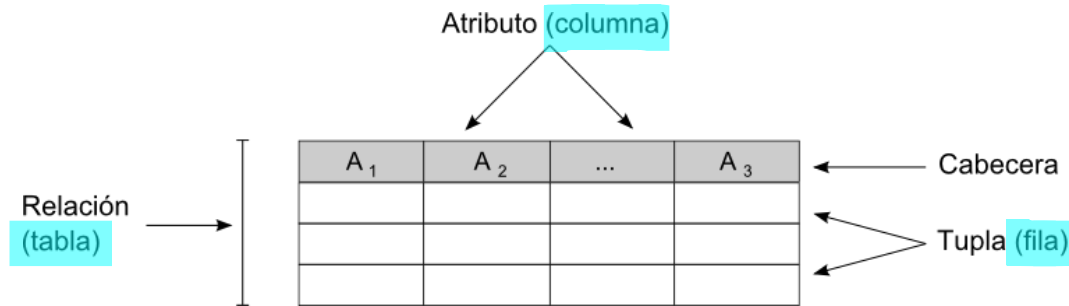 Atributo (columna)
A 1 A 2 ... A 3
Cabecera
Relación
(tabla)
Tupla (fila)